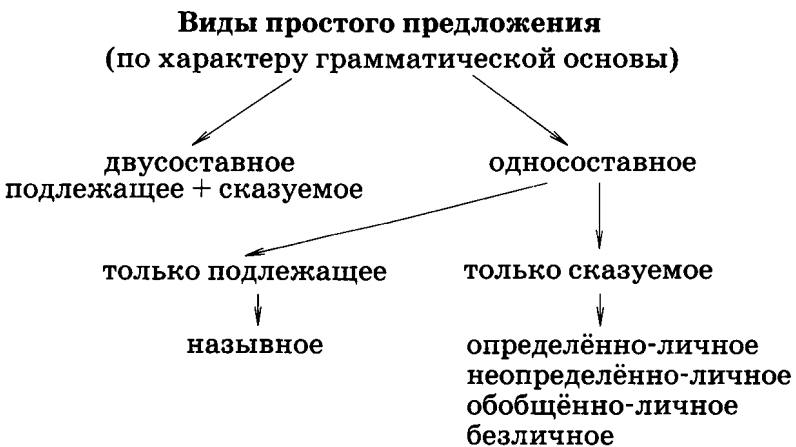 Виды простого предложения
(по характеру грамматической основы)
двусоставное
подлежащее + сказуемое
односоставное
только подлежащее
только сказуемое
назывное
определённо-личное
неопределённо-личное
обобщённо-личное
безличное